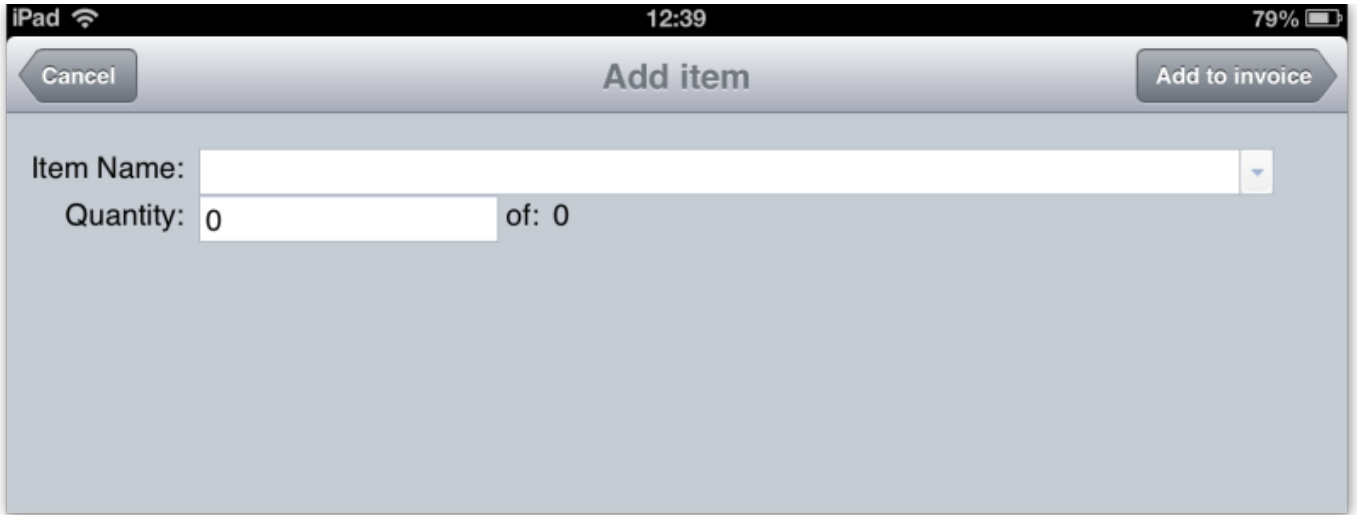 iPad 12:39 79%
Cancel Add item Add to invoice
Item Name:
Quantity: 0 of: 0